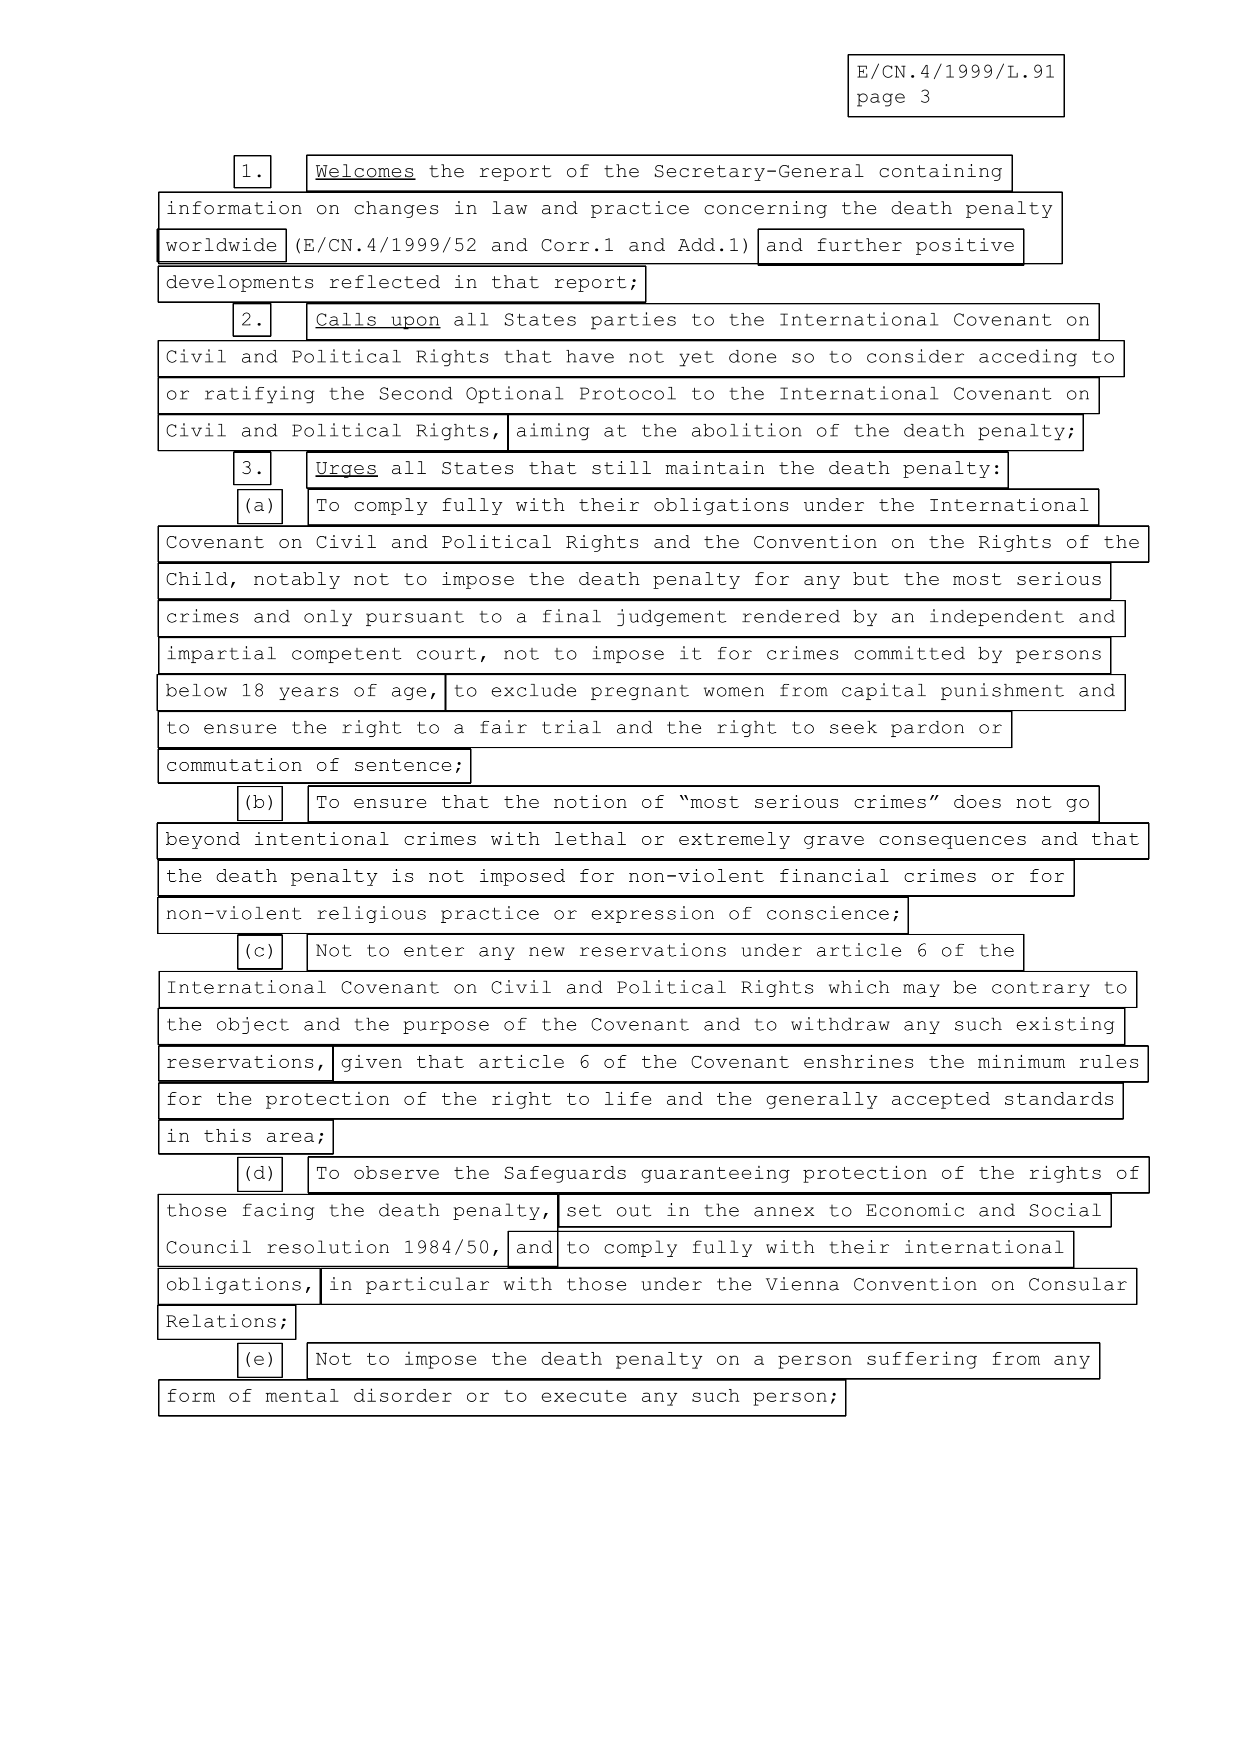 E/CN.4/1999/L.91
page 3
1. Welcomes the report of the Secretary-General containing
information on changes in law and practice concerning the death penalty
worldwide (E/CN.4/1999/52 and Corr.1 and Add.1) and further positive
developments reflected in that report;
2. Calls upon all States parties to the International Covenant on
Civil and Political Rights that have not yet done so to consider acceding to
or ratifying the Second Optional Protocol to the International Covenant on
Civil and Political Rights, aiming at the abolition of the death penalty;
3. Urges all States that still maintain the death penalty:
(a) To comply fully with their obligations under the International
Covenant on Civil and Political Rights and the Convention on the Rights of the
Child, notably not to impose the death penalty for any but the most serious
crimes and only pursuant to a final judgement rendered by an independent and
impartial competent court, not to impose it for crimes committed by persons
below 18 years of age, to exclude pregnant women from capital punishment and
to ensure the right to a fair trial and the right to seek pardon or
commutation of sentence;
(b) To ensure that the notion of “most serious crimes” does not go
beyond intentional crimes with lethal or extremely grave consequences and that
the death penalty is not imposed for non-violent financial crimes or for
non-violent religious practice or expression of conscience;
(c) Not to enter any new reservations under article 6 of the
International Covenant on Civil and Political Rights which may be contrary to
the object and the purpose of the Covenant and to withdraw any such existing
reservations, given that article 6 of the Covenant enshrines the minimum rules
for the protection of the right to life and the generally accepted standards
in this area;
(d) To observe the Safeguards guaranteeing protection of the rights of
those facing the death penalty, set out in the annex to Economic and Social
Council resolution 1984/50, and to comply fully with their international
obligations, in particular with those under the Vienna Convention on Consular
Relations;
(e) Not to impose the death penalty on a person suffering from any
form of mental disorder or to execute any such person;